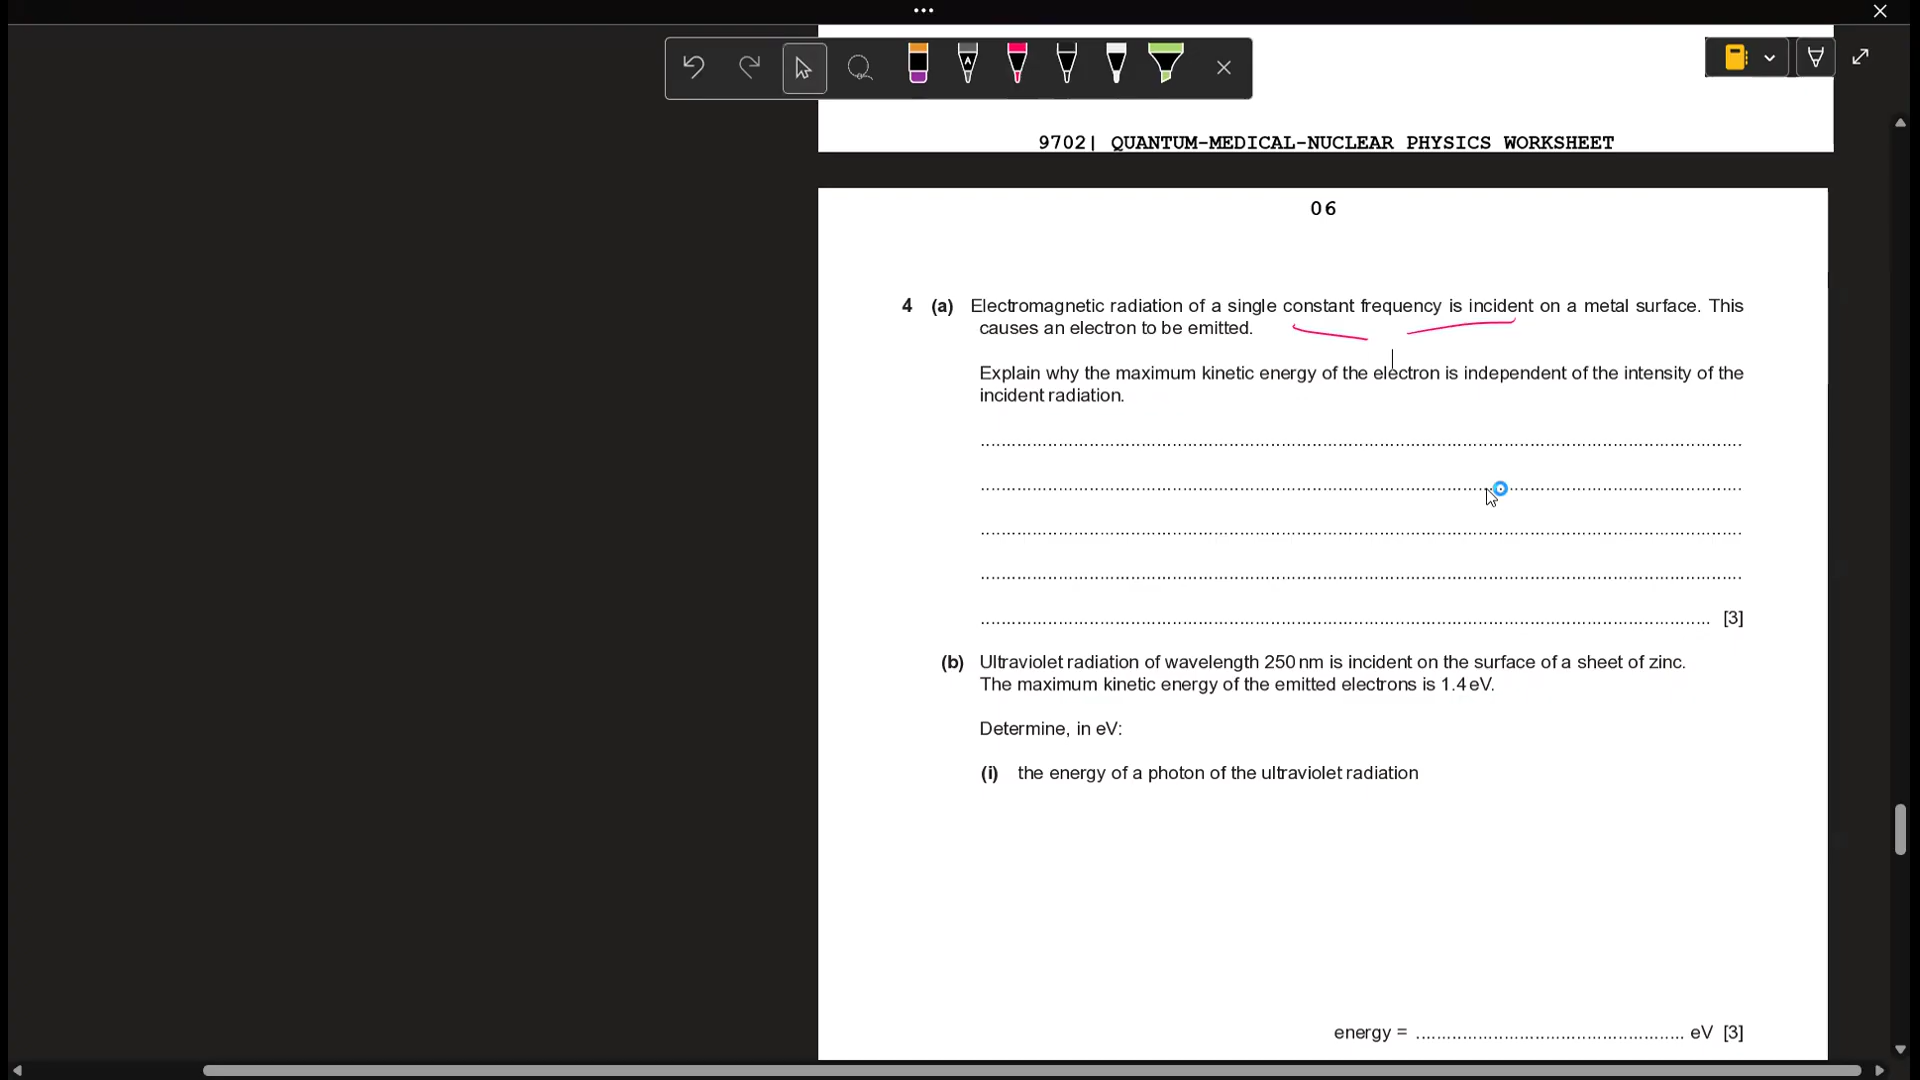 9702| QUANTUM-MEDICAL-NUCLEAR PHYSICS WORKSHEET
06
4 (a) Electromagnetic radiation of a single constant frequency is incident on a metal surface. This
causes an electron to be emitted.
Explain why the maximum kinetic energy of the electron is independent of the intensity of the
incident radiation.
[3]
(b) Ultraviolet radiation of wavelength 250 nm is incident on the surface of a sheet of zinc.
The maximum kinetic energy of the emitted electrons is 1.4 eV.
Determine, in eV:
(i) the energy of a photon of the ultraviolet radiation
energy = ................................................... eV [3]